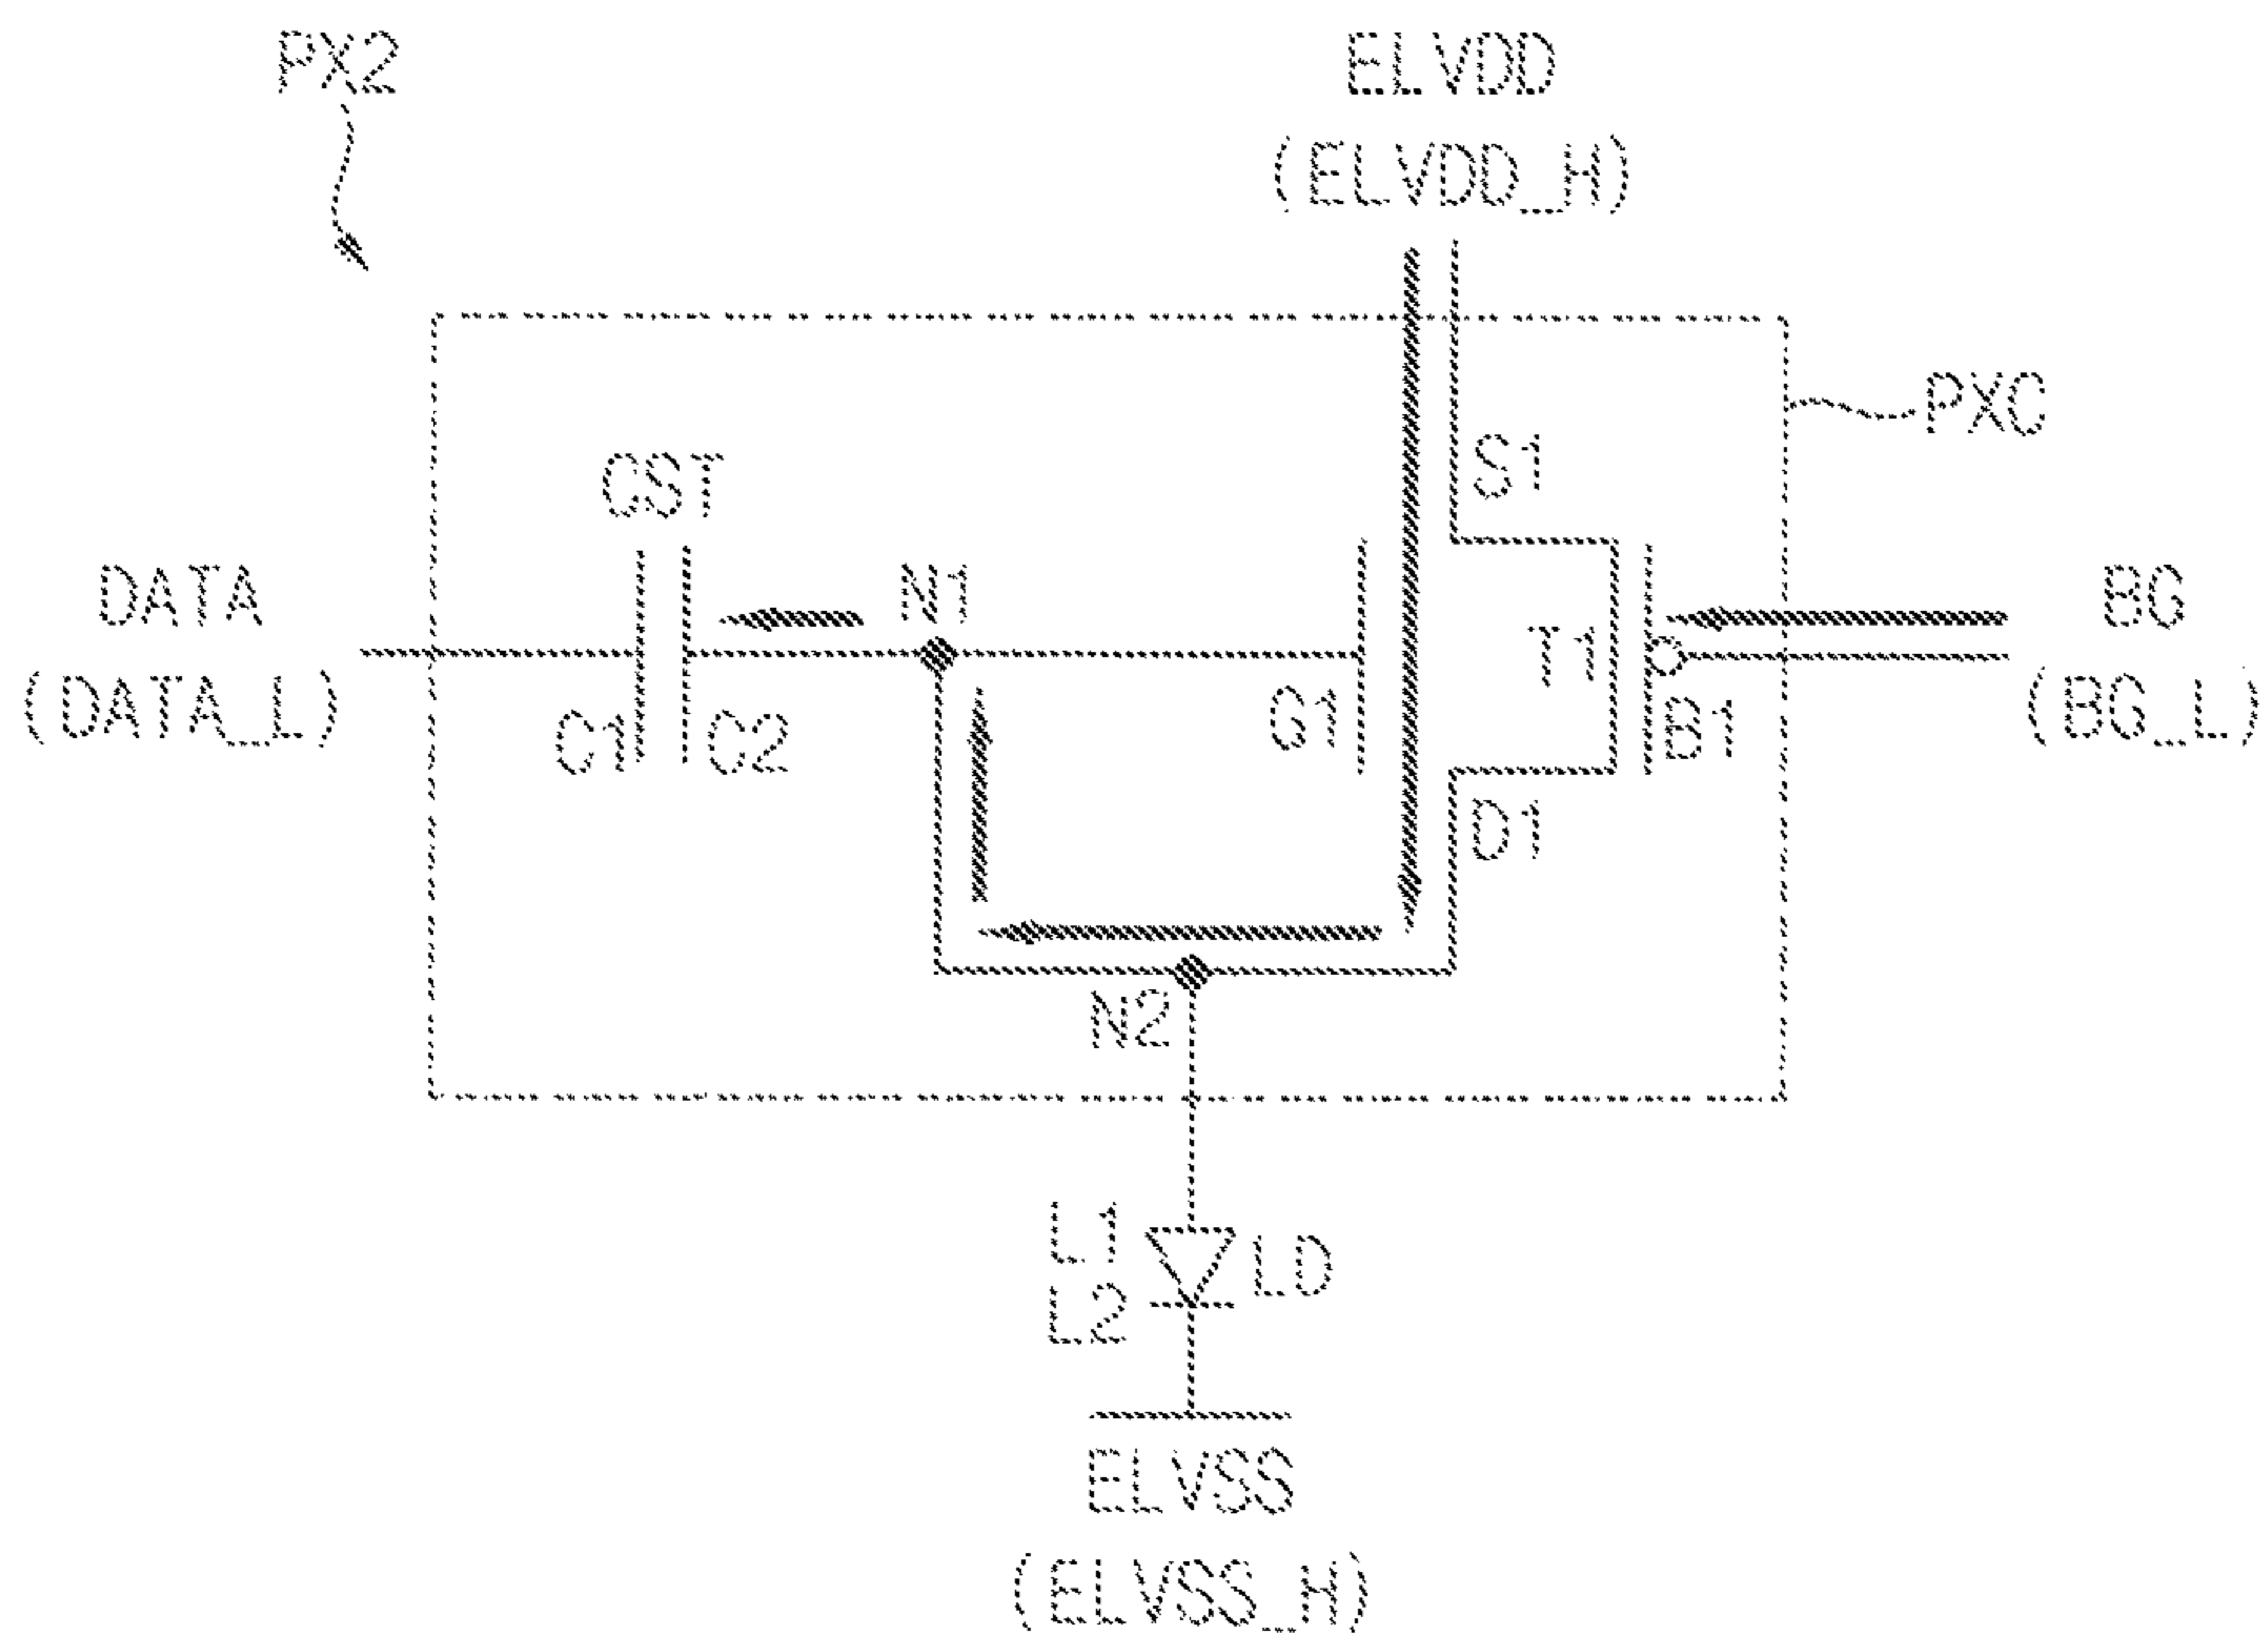 PX2
ELVDD
(ELVDD_H)
PXC
S1
CST
DATA
N1
BG
T1
(DATA_L)
C1
C2
G1
B1
(BG_L)
D1
N2
L1
LD
L2
ELVSS
(ELVSS_H)